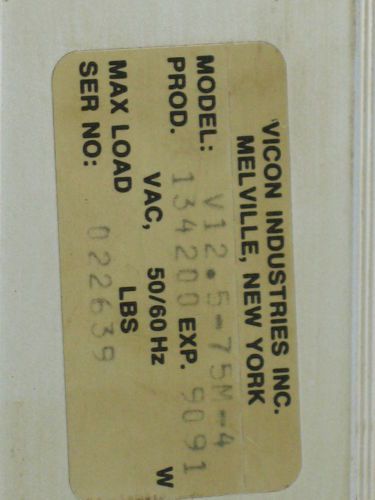 VICON INDUSTRIES INC.
MELVILLE, NEW YORK
MODEL: V12.5-75M-4
PROD. 134200 EXP. 9091
VAC, 50/60 Hz W
MAX LOAD LBS
SER NO: 022639